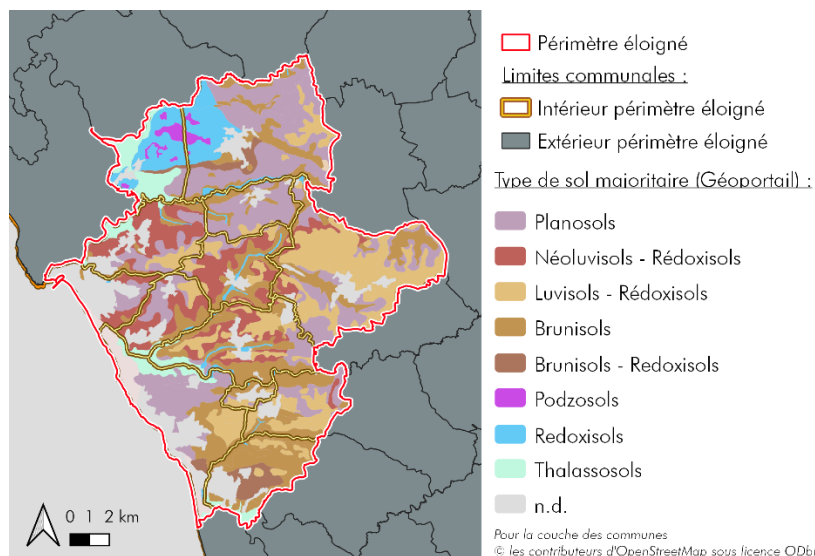 Périmètre éloigné
Limites communales :
Intérieur périmètre éloigné
Extérieur périmètre éloigné
Type de sol majoritaire (Géoportail) :
Planosols
Néoluvisols - Rédoxisols
Luvisols - Rédoxisols
Brunisols
Brunisols - Redoxisols
Podzosols
Redoxisols
Thalassosols
n.d.
0 1 2 km
Pour la couche des communes
© les contributeurs d'OpenStreetMap sous licence ODbl